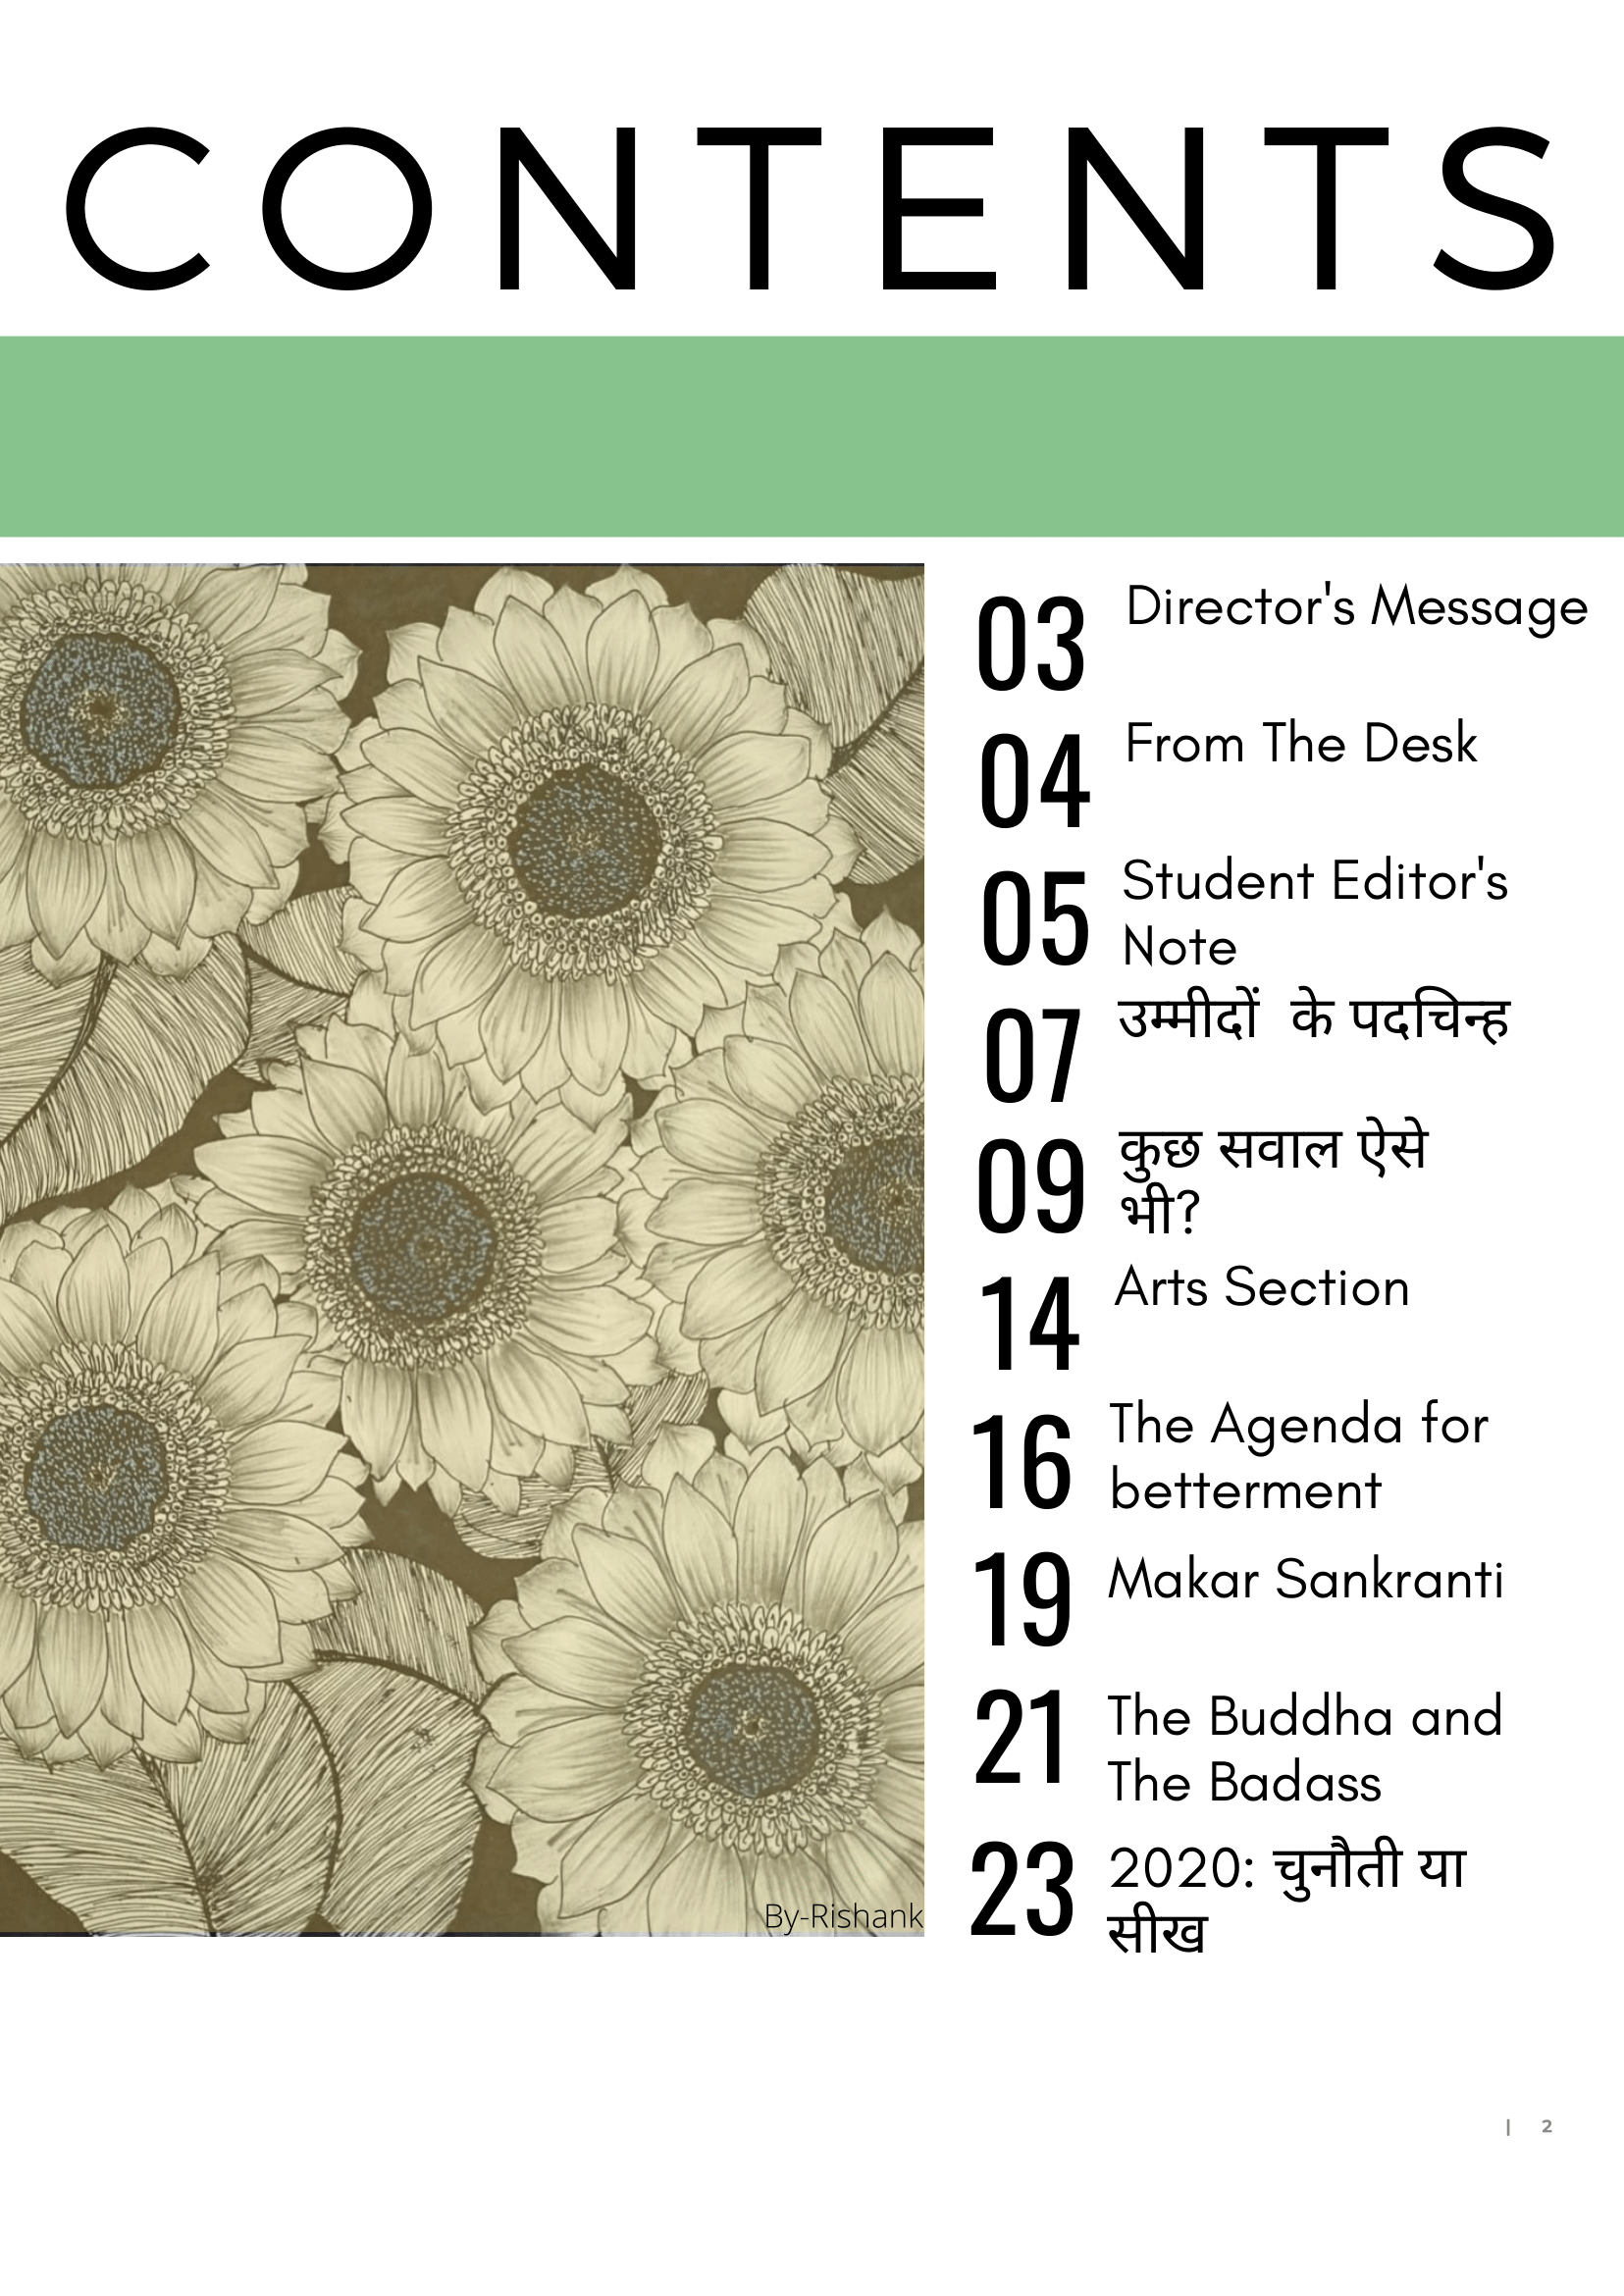 CONTENTS
03
Director's Message
04
From The Desk
05
Student Editor's
Note
07
उम्मीदों  के पदचिन्ह
09
कुछ सवाल ऐसे
भी?
14
Arts Section
16
The Agenda for
betterment
19
Makar Sankranti
21
The Buddha and
The Badass
23
2020: चुनौती या
सीख
By-Rishank
| 2